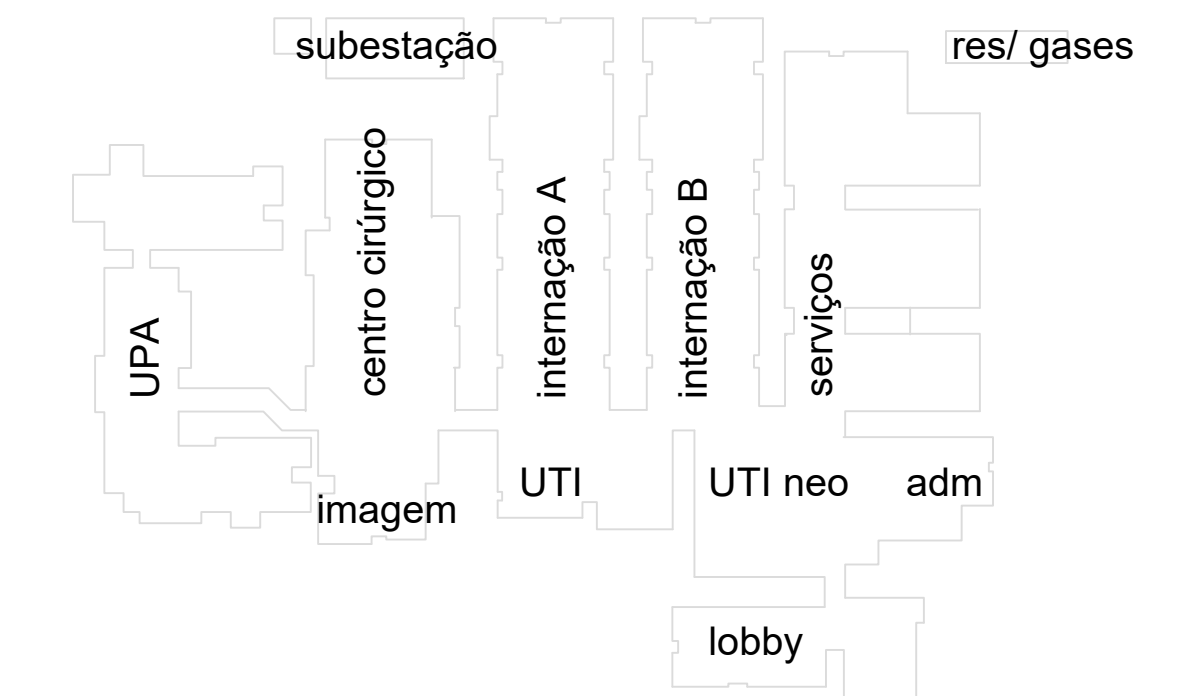 subestação
res/ gases
UPA
centro cirúrgico
internação A
internação B
serviços
imagem
UTI
UTI neo
adm
lobby